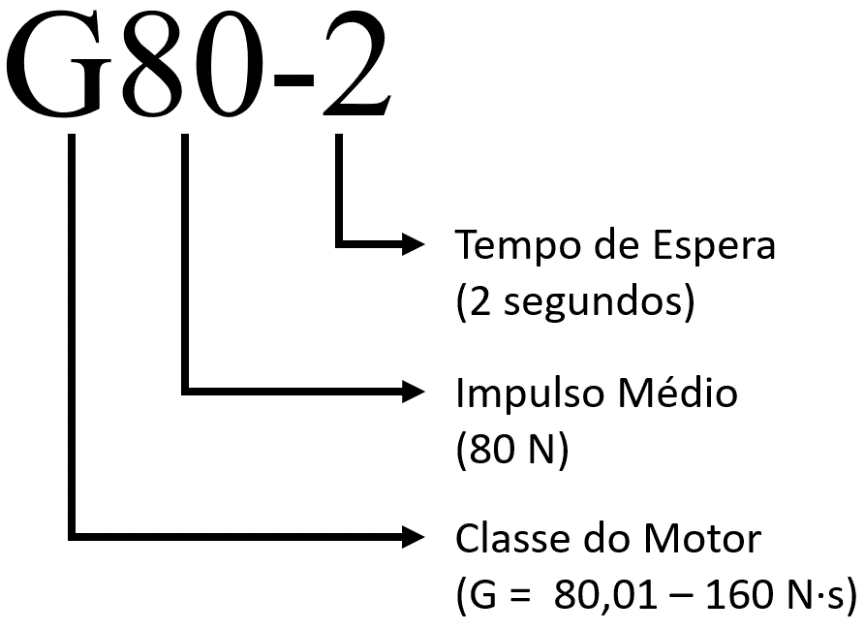 G80-2
Tempo de Espera
(2 segundos)
Impulso Médio
(80 N)
Classe do Motor
(G = 80,01 – 160 N·s)